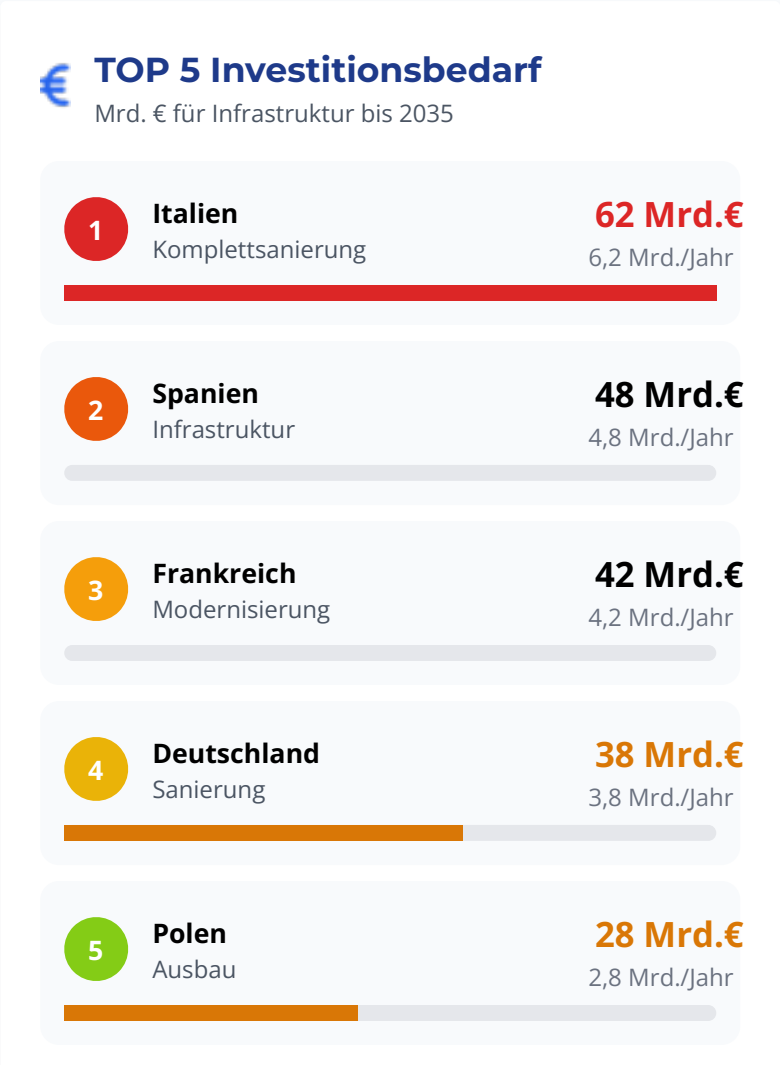 €
TOP 5 Investitionsbedarf
Mrd. € für Infrastruktur bis 2035
1
Italien
Komplettsanierung
62 Mrd.€
6,2 Mrd./Jahr
2
Spanien
Infrastruktur
48 Mrd.€
4,8 Mrd./Jahr
3
Frankreich
Modernisierung
42 Mrd.€
4,2 Mrd./Jahr
4
Deutschland
Sanierung
38 Mrd.€
3,8 Mrd./Jahr
5
Polen
Ausbau
28 Mrd.€
2,8 Mrd./Jahr